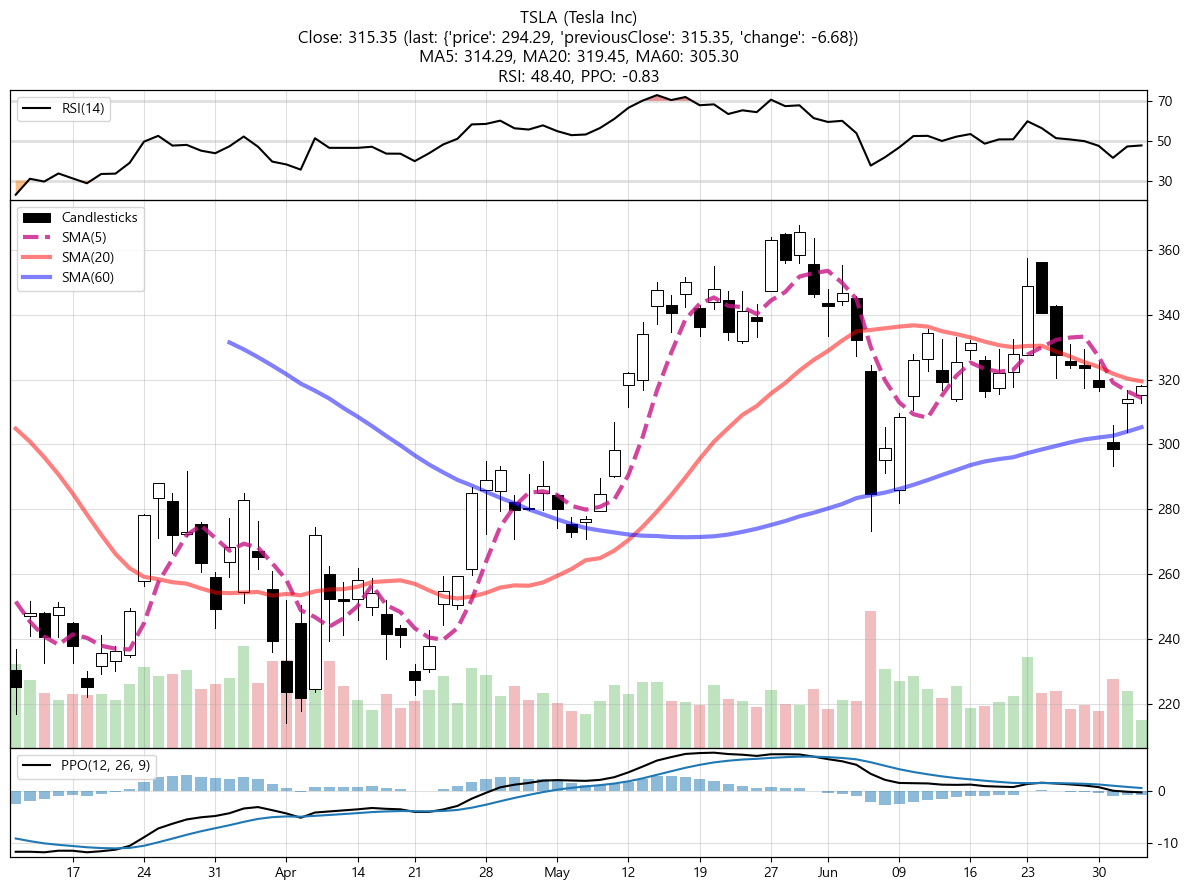 TSLA (Tesla Inc)
Close: 315.35 (last: {'price': 294.29, 'previousClose': 315.35, 'change': -6.68})
MA5: 314.29, MA20: 319.45, MA60: 305.30
RSI: 48.40, PPO: -0.83
RSI(14)
70
50
30
Candlesticks
SMA(5)
SMA(20)
SMA(60)
360
340
320
300
280
260
240
220
PPO(12, 26, 9)
0
-10
17 24 31 Apr 14 21 28 May 12 19 27 Jun 09 16 23 30